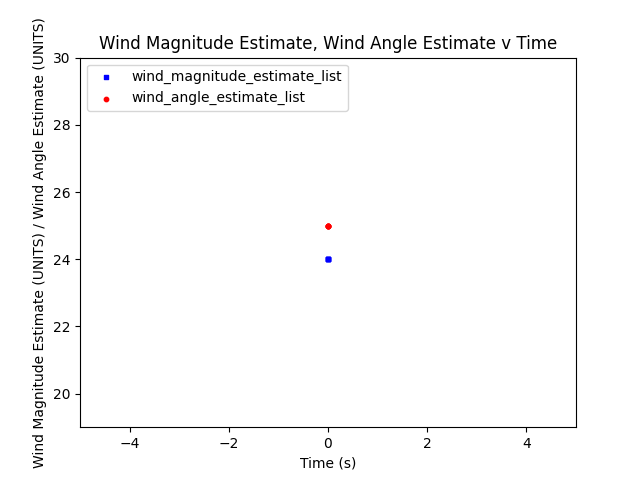 Wind Magnitude Estimate, Wind Angle Estimate v Time
wind_magnitude_estimate_list
wind_angle_estimate_list
Wind Magnitude Estimate (UNITS) / Wind Angle Estimate (UNITS)
30
28
26
24
22
20
−4
−2
0
2
4
Time (s)